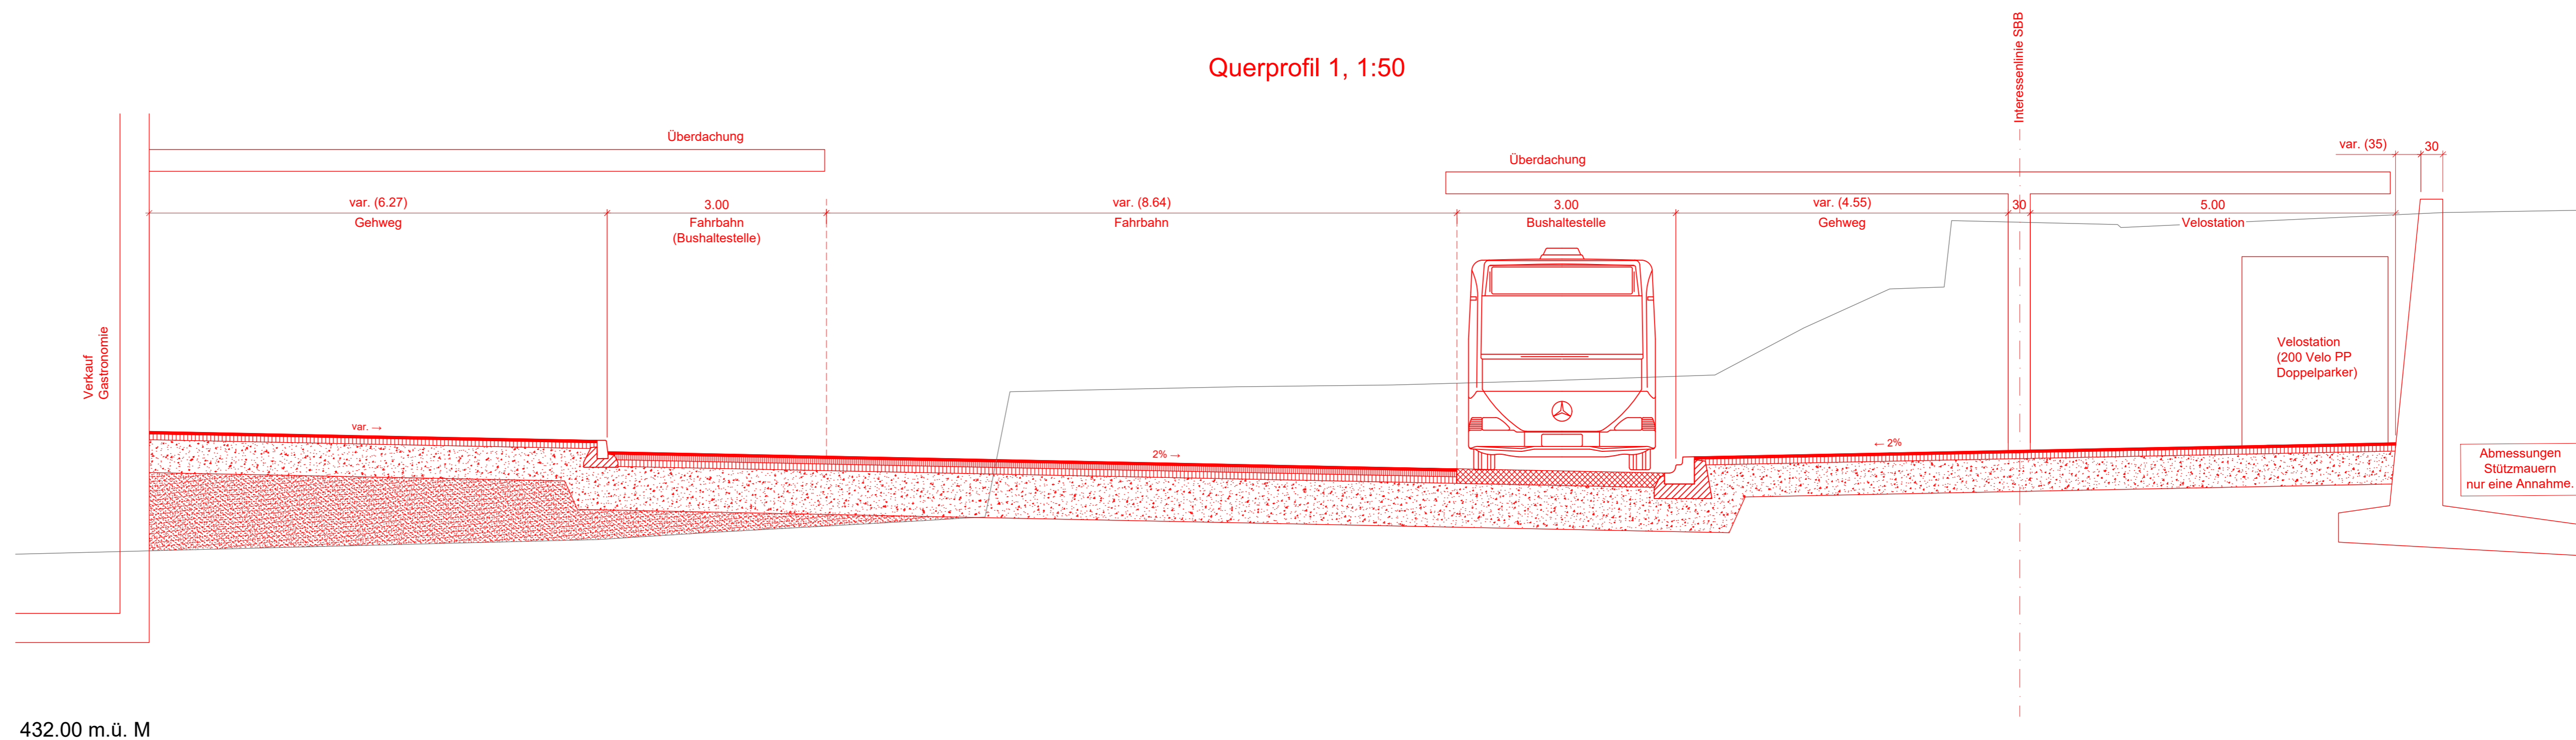 Querprofil 1, 1:50
Interessenlinie SBB
Überdachung
Überdachung
var. (35)
30
var. (6.27)
Gehweg
3.00
Fahrbahn
(Bushaltestelle)
var. (8.64)
Fahrbahn
3.00
Bushaltestelle
var. (4.55)
Gehweg
30
5.00
Velostation
Verkauf
Gastronomie
Velostation
(200 Velo PP
Doppelparker)
var. →
2% →
← 2%
Abmessungen
Stützmauern
nur eine Annahme.
432.00 m.ü. M